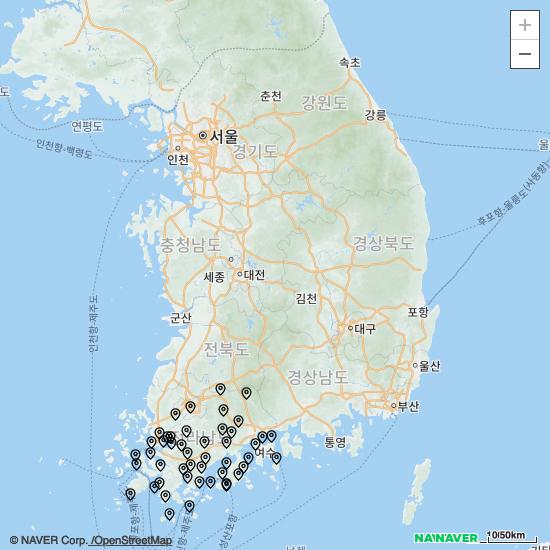 +
−
속초
춘천
강원도
강릉
도
연평도
서울
울
인천
경기도
인천항-백령도
후포항-울릉도(사동항)
충청남도
경상북도
세종
대전
김천
인천항-제주도
군산
포항
대구
전북도
울산
경상남도
부산
통영
여수
성산포항
© NAVER Corp. /OpenStreetMap
NAVER
10/50km